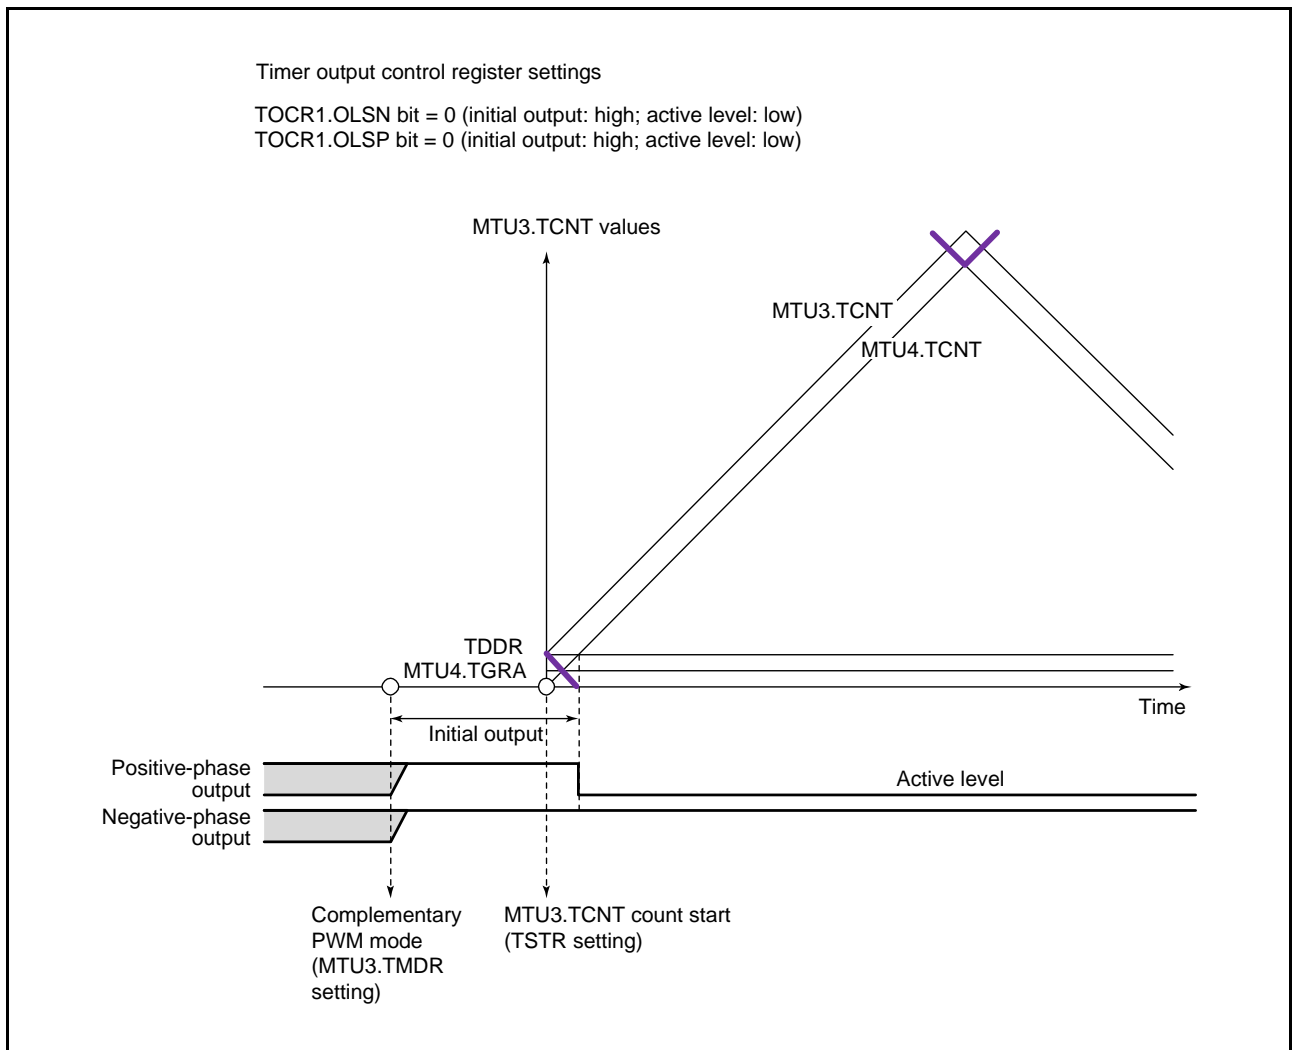 Timer output control register settings
TOCR1.OLSN bit = 0 (initial output: high; active level: low)
TOCR1.OLSP bit = 0 (initial output: high; active level: low)
MTU3.TCNT values
MTU3.TCNT
MTU4.TCNT
TDDR
MTU4.TGRA
Time
Initial output
Positive-phase
output
Active level
Negative-phase
output
Complementary
PWM mode
(MTU3.TMDR
setting)
MTU3.TCNT count start
(TSTR setting)